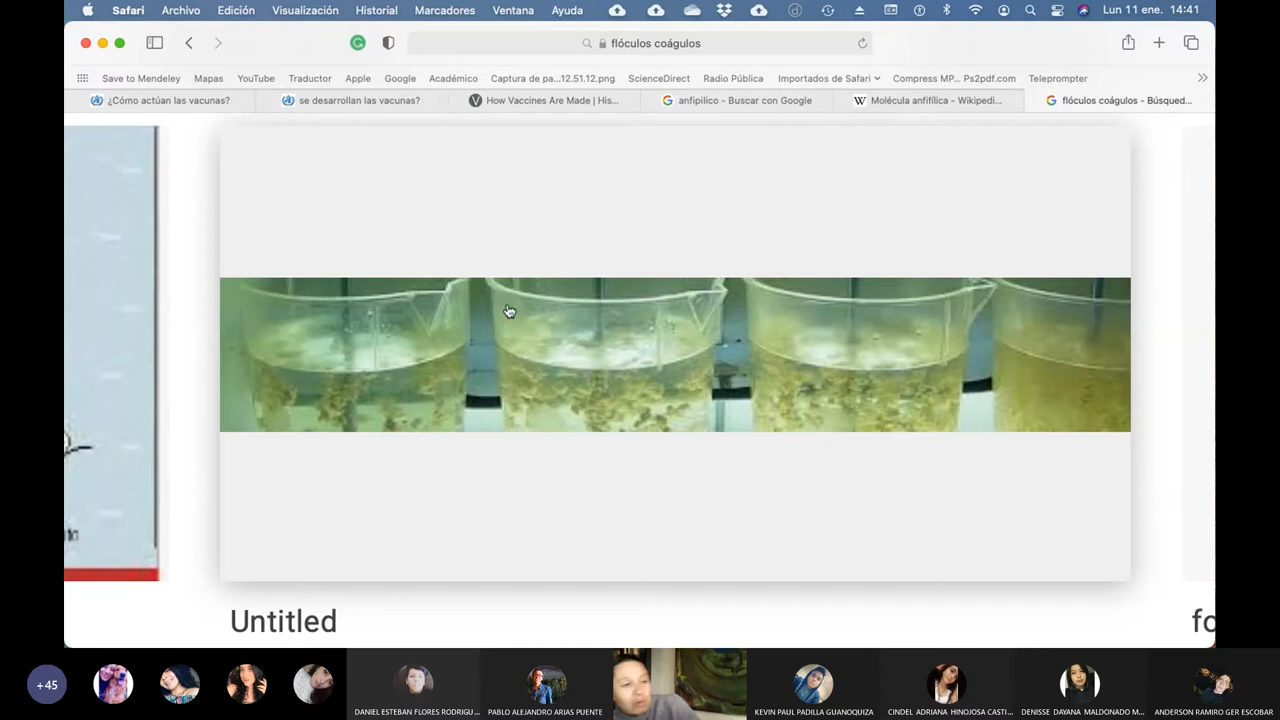 Safari Archivo Edición Visualización Historial Marcadores Ventana Ayuda Lun 11 ene. 14:41
flóculos coágulos
Save to Mendeley Mapas YouTube Traductor Apple Google Académico Captura de pa...12.51.12.png ScienceDirect Radio Pública Importados de Safari Compress MP... Ps2pdf.com Teleprompter
¿Cómo actúan las vacunas? se desarrollan las vacunas? How Vaccines Are Made | His... anfipilico - Buscar con Google Molécula anfifílica - Wikipedi... flóculos coágulos - Búsqued...
Untitled
fo
+45 DANIEL ESTEBAN FLORES RODRIGU... PABLO ALEJANDRO ARIAS PUENTE KEVIN PAUL PADILLA GUANOQUIZA CINDEL ADRIANA HINOJOSA CASTI... DENISSE DAYANA MALDONADO M... ANDERSON RAMIRO GER ESCOBAR